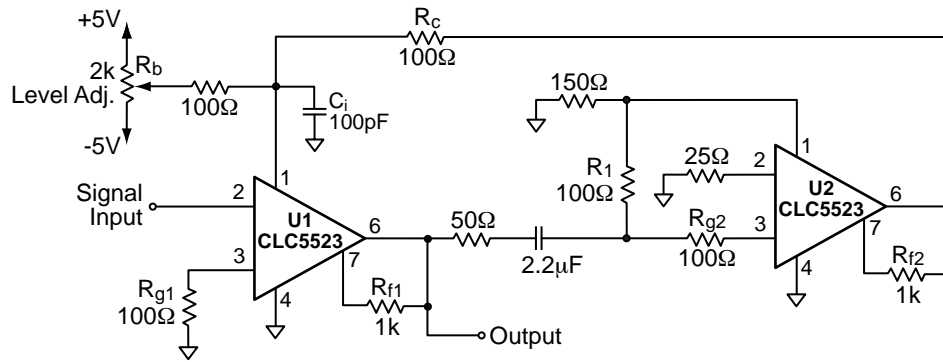 +5V
2k
Rb
Level Adj.
-5V
100Ω
Ci
100pF
Rc
100Ω
150Ω
R1
100Ω
25Ω
Signal
Input
2
1
U1
CLC5523
3
4
6
7
Rg1
100Ω
Rf1
1k
Output
50Ω
2.2µF
Rg2
100Ω
2
1
U2
CLC5523
3
4
6
7
Rf2
1k